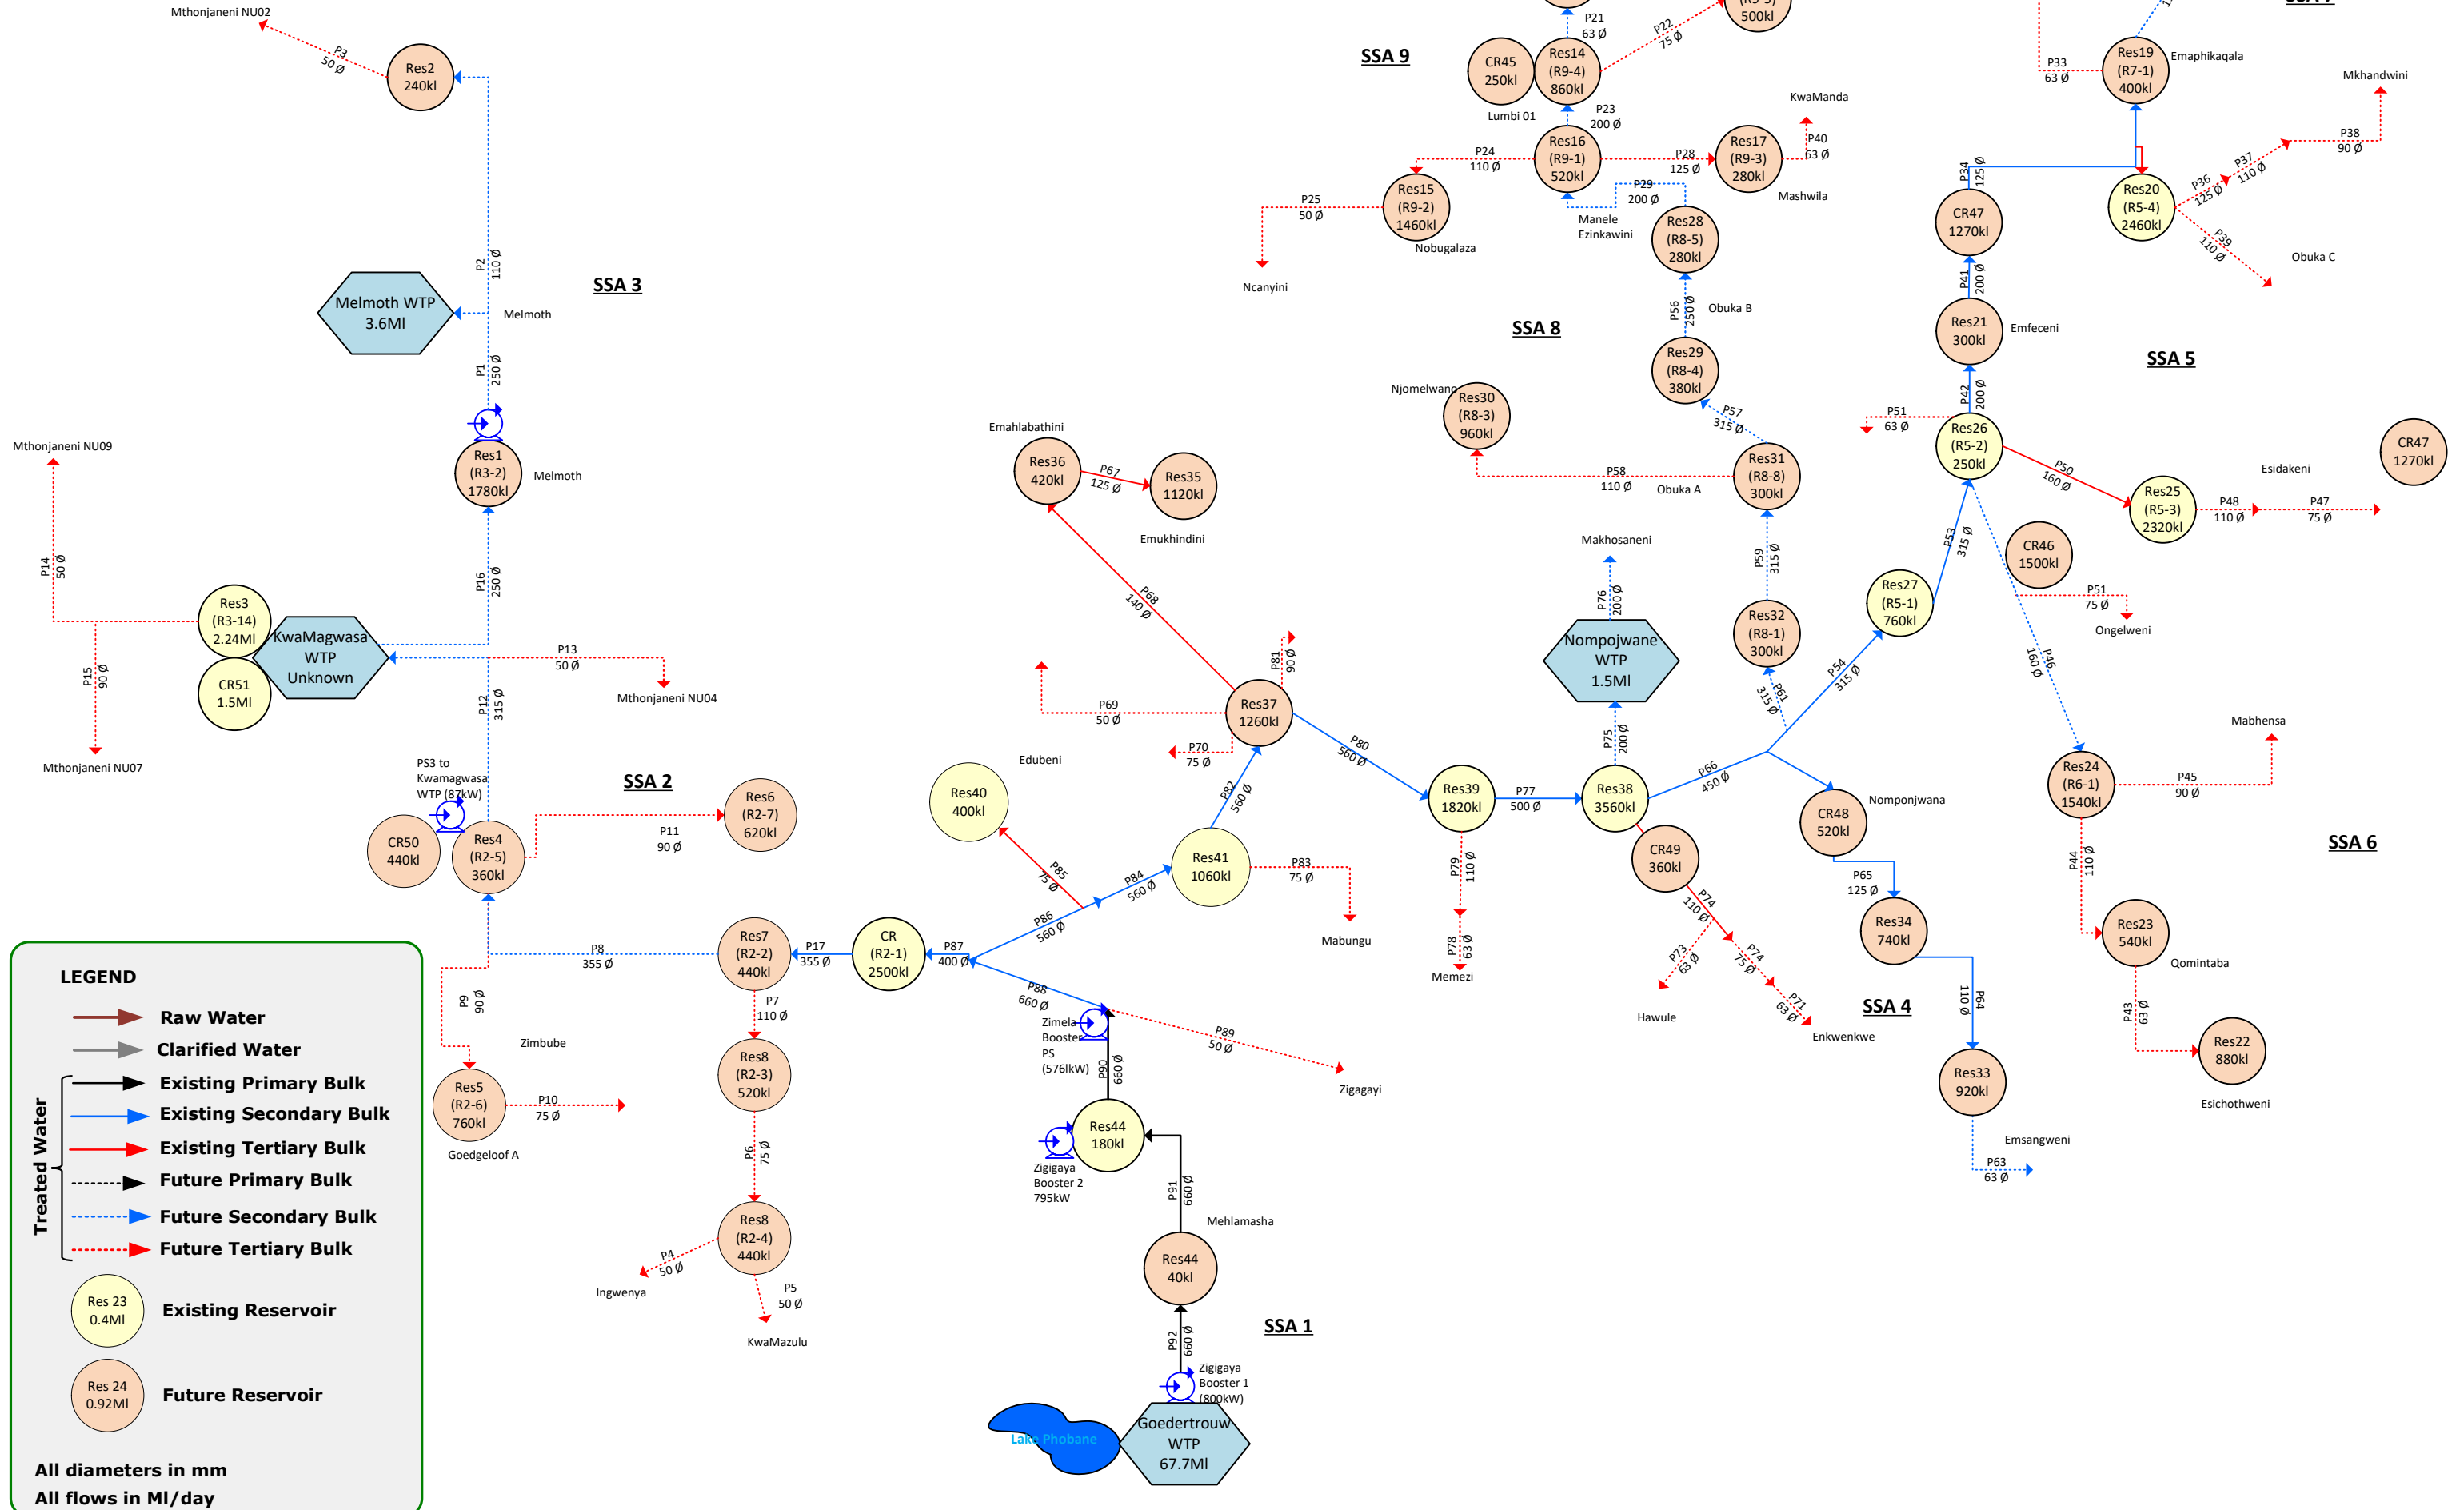 Mthonjaneni NU02
P3
50 Ø
Res2
240kl
P2
110 Ø
SSA 3
Melmoth WTP
3.6Ml
Melmoth
P1
250 Ø
Res1
(R3-2)
1780kl
Melmoth
Mthonjaneni NU09
P14
50 Ø
P16
250 Ø
Res3
(R3-14)
2.24Ml
KwaMagwasa
WTP
Unknown
CR51
1.5Ml
P15
90 Ø
P13
50 Ø
Mthonjaneni NU04
Mthonjaneni NU07
P12
315 Ø
PS3 to
Kwamagwasa
WTP (87kW)
SSA 2
CR50
440kl
Res4
(R2-5)
360kl
P11
90 Ø
Res6
(R2-7)
620kl
P8
355 Ø
Res7
(R2-2)
440kl
P17
355 Ø
CR
(R2-1)
2500kl
P87
400 Ø
P9
90 Ø
P7
110 Ø
Zimbube
Res5
(R2-6)
760kl
P10
75 Ø
Goedgeloof A
Res8
(R2-3)
520kl
P6
75 Ø
Res8
(R2-4)
440kl
P4
50 Ø
Ingwenya
P5
50 Ø
KwaMazulu
LEGEND
Raw Water
Clarified Water
Treated Water
Existing Primary Bulk
Existing Secondary Bulk
Existing Tertiary Bulk
Future Primary Bulk
Future Secondary Bulk
Future Tertiary Bulk
Res 23
0.4Ml
Existing Reservoir
Res 24
0.92Ml
Future Reservoir
All diameters in mm
All flows in Ml/day
Emahlabathini
Res36
420kl
P67
125 Ø
Res35
1120kl
Emukhindini
P68
140 Ø
P81
90 Ø
P69
50 Ø
Res37
1260kl
P70
75 Ø
Edubeni
Res40
400kl
P85
75 Ø
P86
560 Ø
P84
560 Ø
P82
560 Ø
Res41
1060kl
P83
75 Ø
Mabungu
P80
560 Ø
P88
660 Ø
Zimela
Booster
PS
(576lkW)
P90
660 Ø
P89
50 Ø
Zigagayi
Res44
180kl
Zigigaya
Booster 2
795kW
P91
660 Ø
Mehlamasha
Res44
40kl
P92
660 Ø
SSA 1
Zigigaya
Booster 1
(800kW)
Lake Phobane
Goedertrouw
WTP
67.7Ml
SSA 9
P21
63 Ø
P22
75 Ø
500kl
CR45
250kl
Res14
(R9-4)
860kl
Lumbi 01
P23
200 Ø
KwaManda
P24
110 Ø
Res16
(R9-1)
520kl
P28
125 Ø
Res17
(R9-3)
280kl
P40
63 Ø
Mashwila
P25
50 Ø
Res15
(R9-2)
1460kl
Nobugalaza
Ncanyini
P29
200 Ø
Manele
Ezinkawini
Res28
(R8-5)
280kl
P56
250 Ø
Obuka B
SSA 8
Res29
(R8-4)
380kl
Njomelwano
Res30
(R8-3)
960kl
P57
315 Ø
P58
110 Ø
Obuka A
Res31
(R8-8)
300kl
P59
315 Ø
Makhosaneni
P76
200 Ø
Nompojwane
WTP
1.5Ml
Res32
(R8-1)
300kl
P61
315 Ø
P54
315 Ø
P75
200 Ø
Res39
1820kl
P77
500 Ø
Res38
3560kl
P66
450 Ø
Nomponjwana
CR48
520kl
CR49
360kl
P79
110 Ø
P78
63 Ø
Memezi
P74
110 Ø
P73
63 Ø
P74
75 Ø
P71
63 Ø
Hawule
Enkwenkwe
P65
125 Ø
Res34
740kl
SSA 4
P64
110 Ø
Res33
920kl
Emsangweni
P63
63 Ø
P33
63 Ø
Res19
(R7-1)
400kl
Emaphikaqala
Mkhandwini
P38
90 Ø
P37
110 Ø
P36
125 Ø
P34
125 Ø
Res20
(R5-4)
2460kl
P39
110 Ø
Obuka C
CR47
1270kl
P41
200 Ø
Res21
300kl
Emfeceni
SSA 5
P42
200 Ø
P51
63 Ø
Res26
(R5-2)
250kl
P50
160 Ø
Esidakeni
CR47
1270kl
Res25
(R5-3)
2320kl
P48
110 Ø
P47
75 Ø
P53
315 Ø
CR46
1500kl
Res27
(R5-1)
760kl
P51
75 Ø
Ongelweni
P46
160 Ø
Mabhensa
Res24
(R6-1)
1540kl
P45
90 Ø
SSA 6
P44
110 Ø
Res23
540kl
Qomintaba
P43
63 Ø
Res22
880kl
Esichothweni